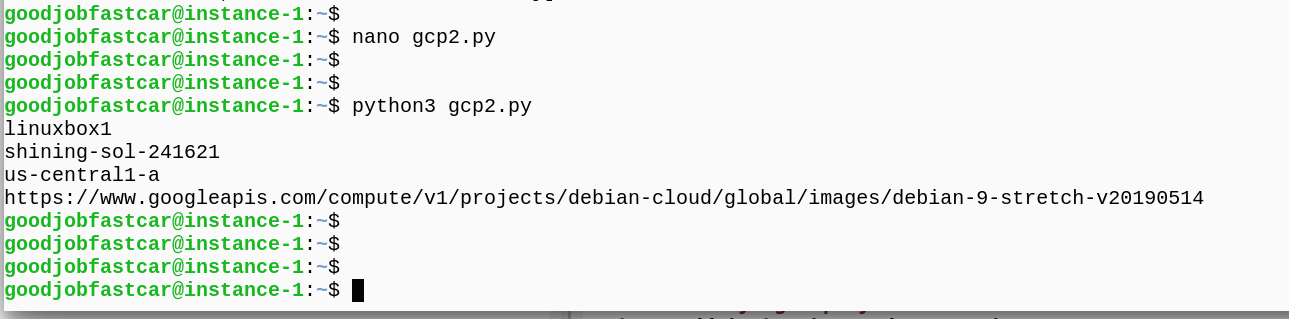 goodjobfastcar@instance-1:~$
goodjobfastcar@instance-1:~$ nano gcp2.py
goodjobfastcar@instance-1:~$
goodjobfastcar@instance-1:~$
goodjobfastcar@instance-1:~$ python3 gcp2.py
linuxbox1
shining-sol-241621
us-central1-a
https://www.googleapis.com/compute/v1/projects/debian-cloud/global/images/debian-9-stretch-v20190514
goodjobfastcar@instance-1:~$
goodjobfastcar@instance-1:~$
goodjobfastcar@instance-1:~$
goodjobfastcar@instance-1:~$